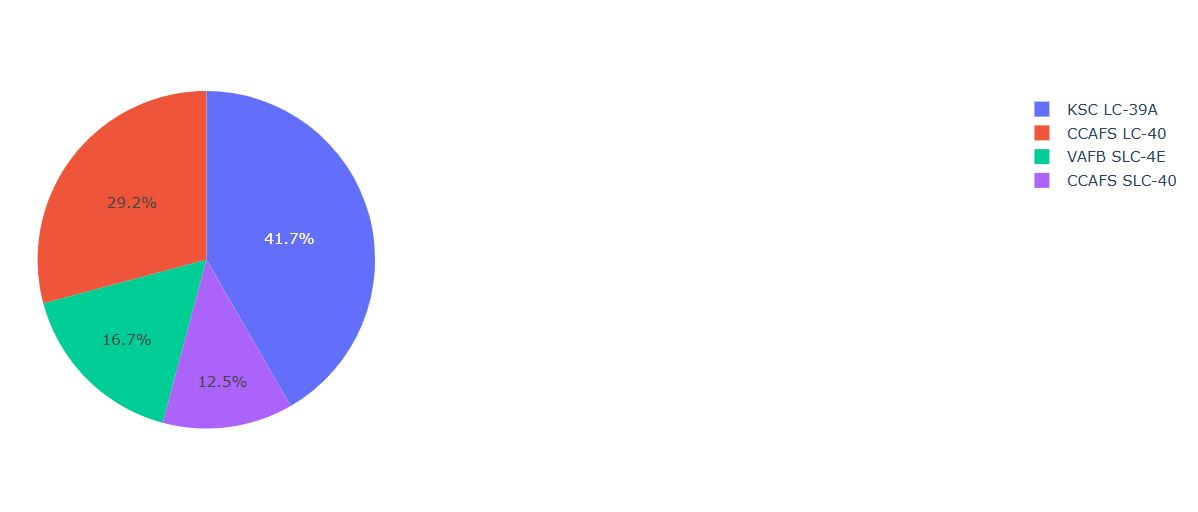 29.2%
41.7%
16.7%
12.5%
KSC LC-39A
CCAFS LC-40
VAFB SLC-4E
CCAFS SLC-40